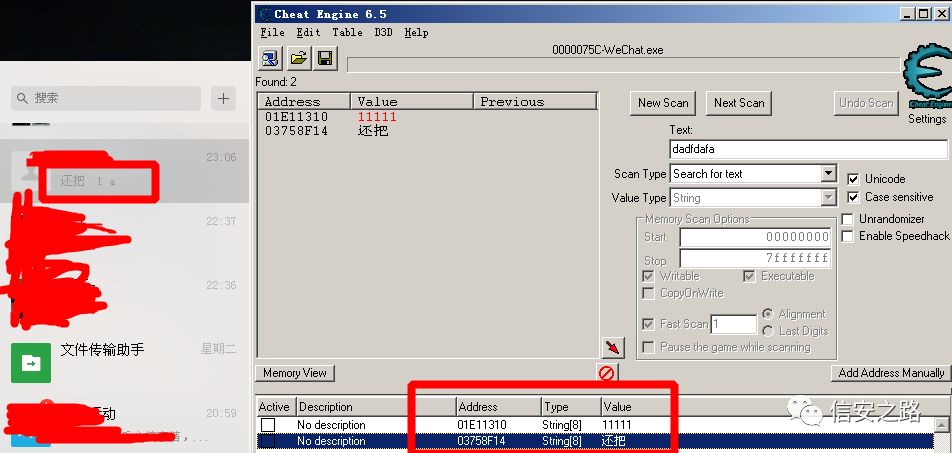 搜索
23:06
还把 1 a
22:37
22:36
文件传输助手
星期二
动
20:59
Cheat Engine 6.5
File Edit Table D3D Help
0000075C-WeChat.exe
Found: 2
Address Value Previous
01E11310 11111
03758F14 还把
New Scan Next Scan Undo Scan
Cheat Engine
Settings
Text:
dadfdafa
Scan Type Search for text
Unicode
Value Type String
Case sensitive
Memory Scan Options
Unrandomizer
Start 00000000
Enable Speedhack
Stop 7fffffff
Writable Executable
CopyOnWrite
Fast Scan 1
Alignment
Last Digits
Pause the game while scanning
Memory View
Add Address Manually
Active Description Address Type Value
No description 01E11310 String[8] 11111
No description 03758F14 String[8] 还把
信安之路